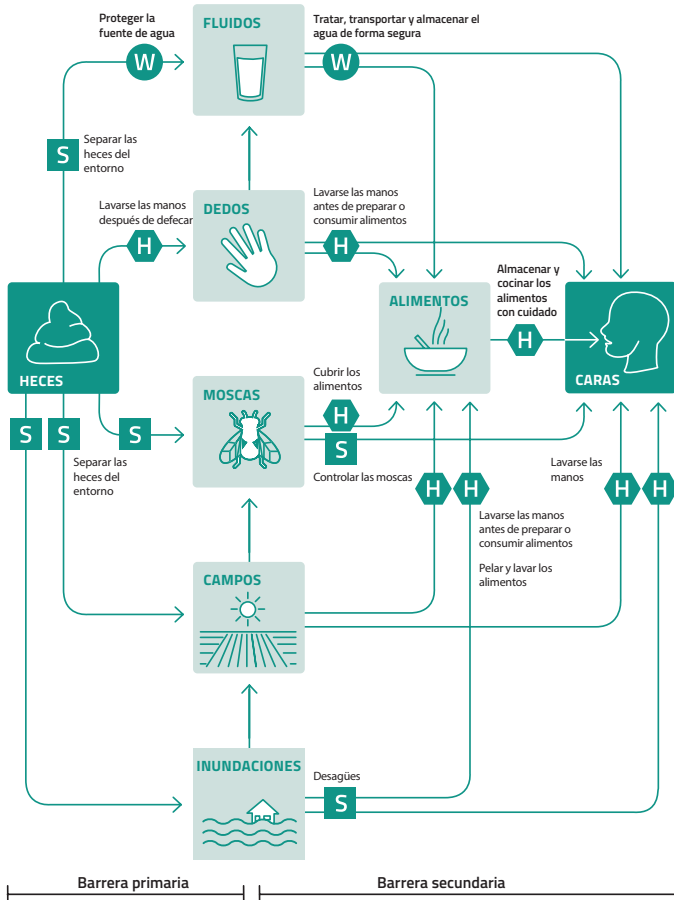 Proteger la
fuente de agua
W
FLUIDOS
Tratar, transportar y almacenar el
agua de forma segura
W
S
Separar las
heces del
entorno
Lavarse las manos
después de defecar
H
DEDOS
Lavarse las manos
antes de preparar o
consumir alimentos
H
HECES
ALIMENTOS
Almacenar y
cocinar los
alimentos
con cuidado
H
CARAS
S
S
S
Separar las
heces del
entorno
MOSCAS
Cubrir los
alimentos
H
S
Controlar las moscas
H
H
Lavarse las manos
antes de preparar o
consumir alimentos
Pelar y lavar los
alimentos
Lavarse las
manos
H
H
CAMPOS
INUNDACIONES
Desagües
S
Barrera primaria
Barrera secundaria